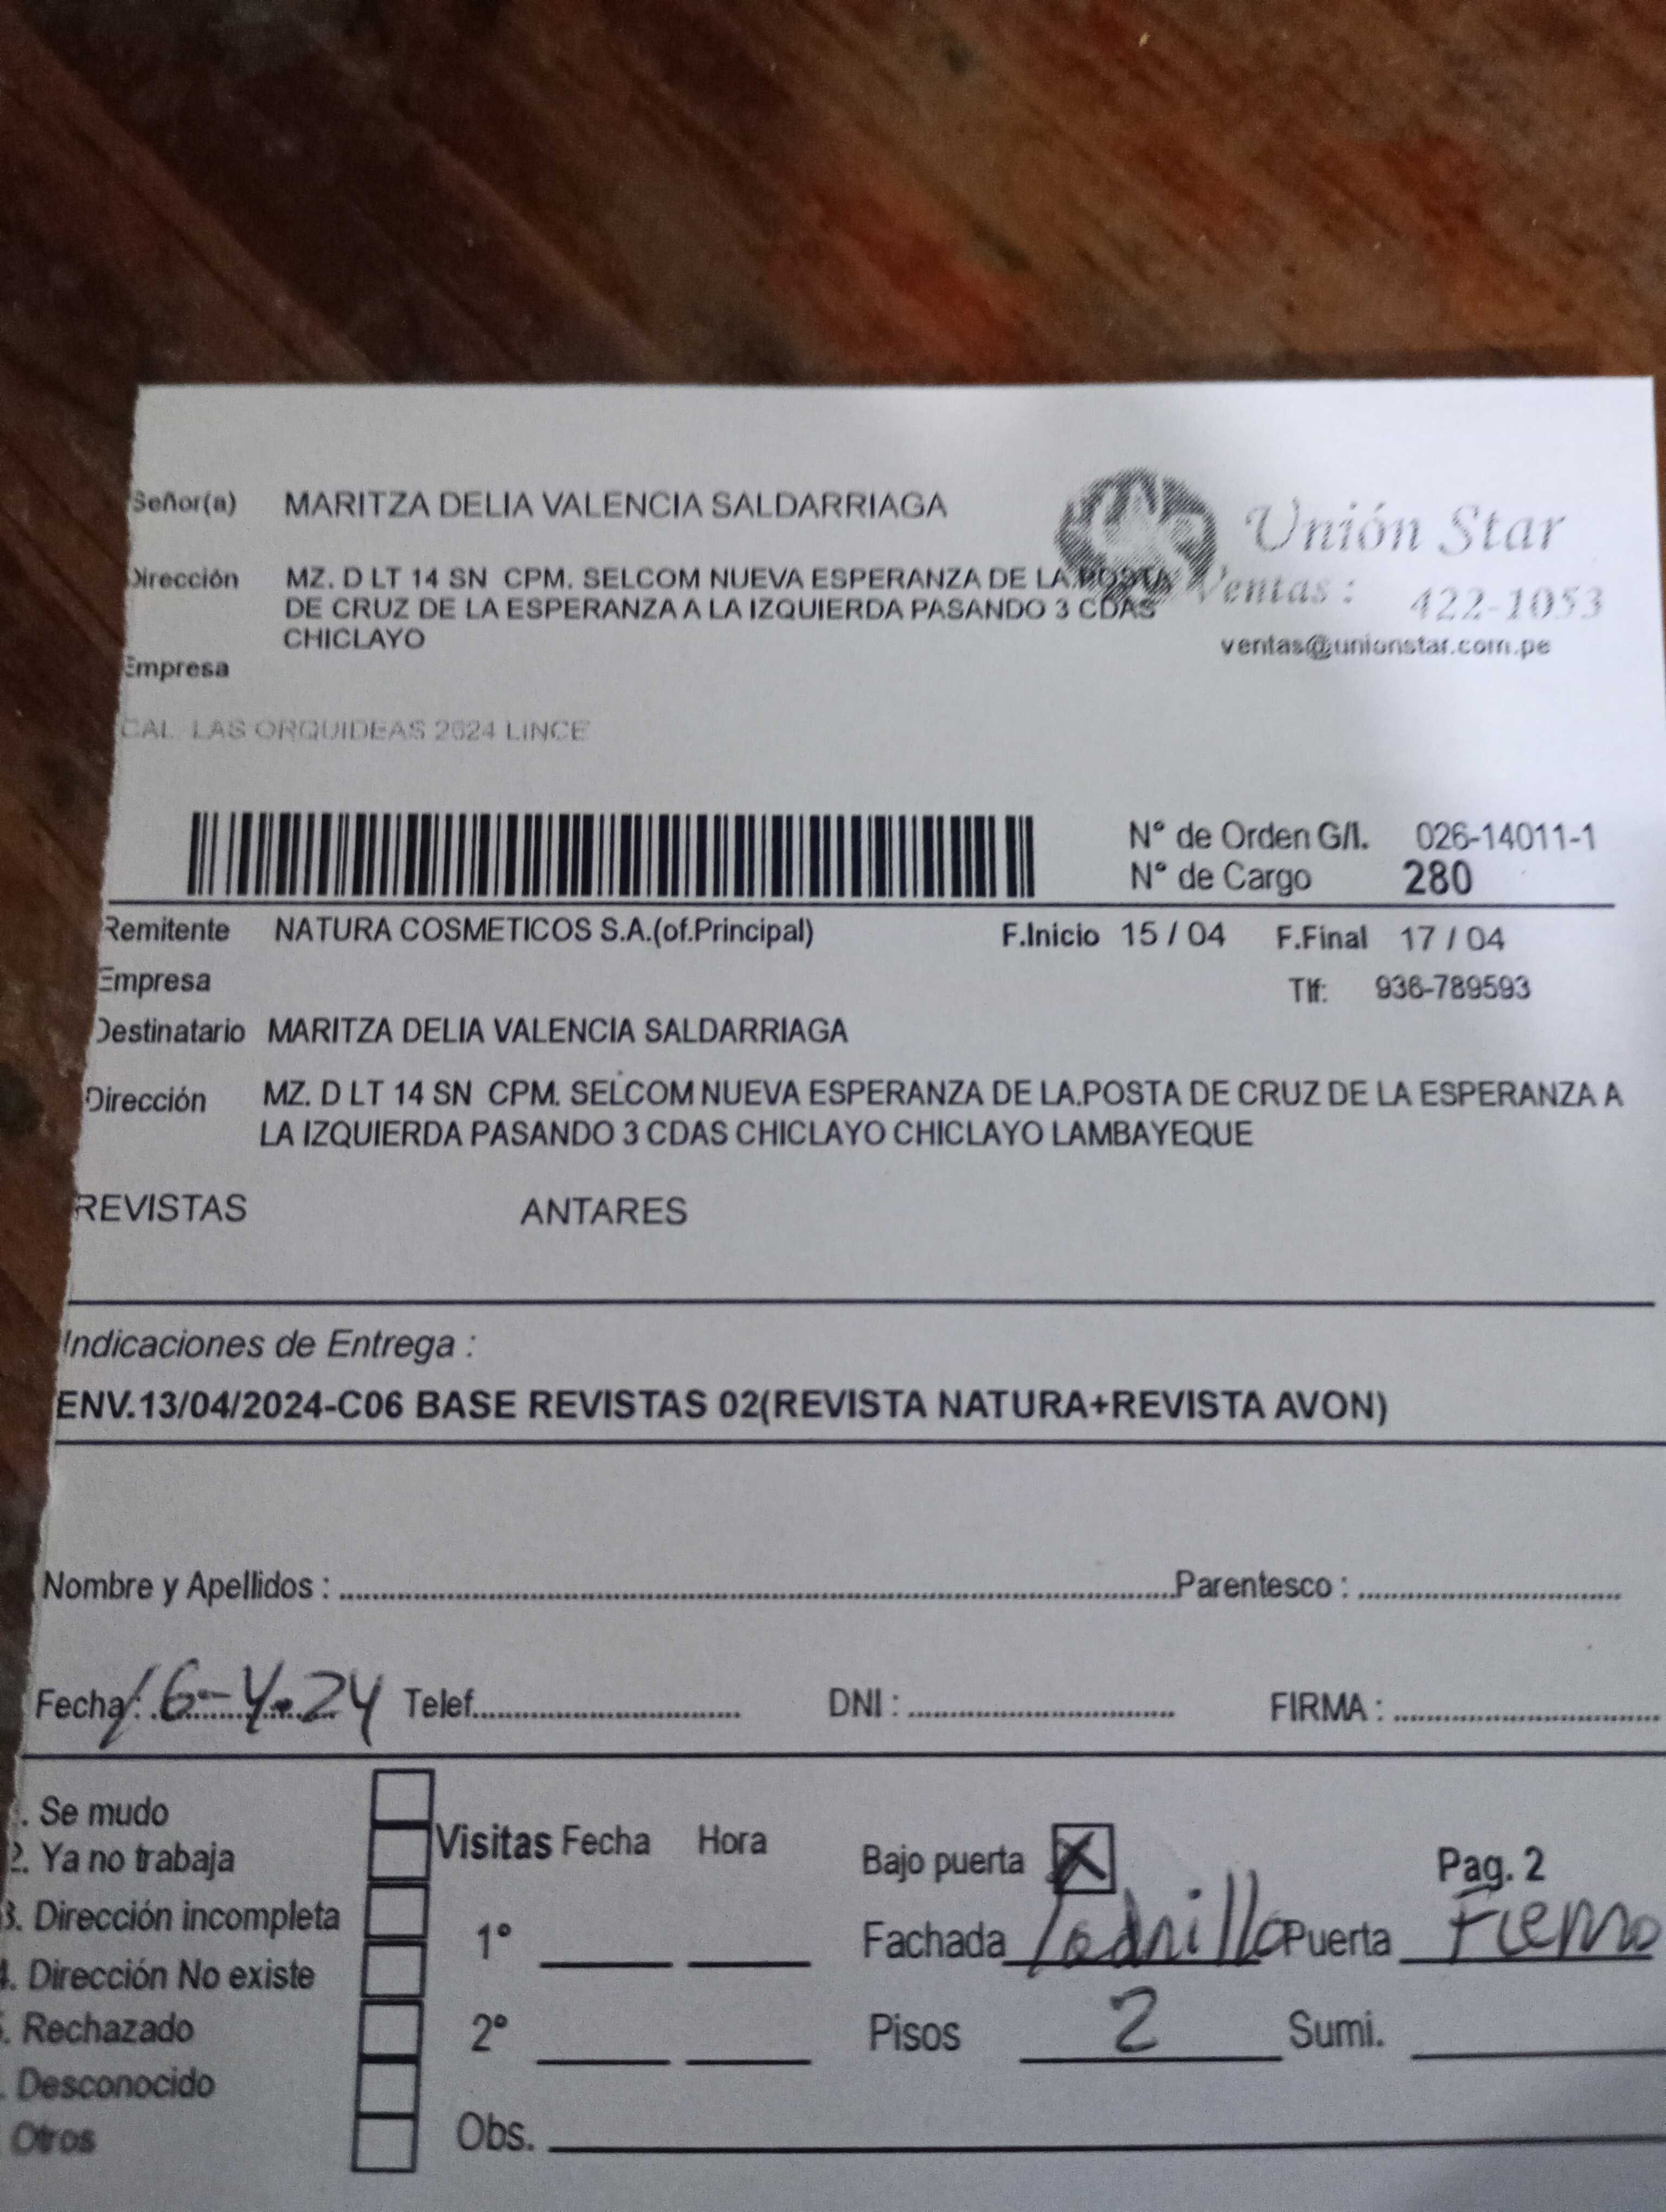 Señor(a) MARITZA DELIA VALENCIA SALDARRIAGA
Unión Star
Dirección MZ. D LT 14 SN CPM. SELCOM NUEVA ESPERANZA DE LA.POSTA
DE CRUZ DE LA ESPERANZA A LA IZQUIERDA PASANDO 3 CDAS
CHICLAYO
Ventas : 422-1053
ventas@unionstar.com.pe
Empresa
CAL. LAS ORQUIDEAS 2624 LINCE
N° de Orden G/I. 026-14011-1
N° de Cargo 280
Remitente NATURA COSMETICOS S.A.(of.Principal) F.Inicio 15 / 04 F.Final 17 / 04
Empresa Tlf: 936-789593
Destinatario MARITZA DELIA VALENCIA SALDARRIAGA
Dirección MZ. D LT 14 SN CPM. SELCOM NUEVA ESPERANZA DE LA.POSTA DE CRUZ DE LA ESPERANZA A
LA IZQUIERDA PASANDO 3 CDAS CHICLAYO CHICLAYO LAMBAYEQUE
REVISTAS ANTARES
Indicaciones de Entrega :
ENV.13/04/2024-C06 BASE REVISTAS 02(REVISTA NATURA+REVISTA AVON)
Nombre y Apellidos : Parentesco :
Fecha: 16-4-24 Telef. DNI : FIRMA :
. Se mudo
2. Ya no trabaja
3. Dirección incompleta
4. Dirección No existe
. Rechazado
. Desconocido
Otros
Visitas Fecha Hora
1°
2°
Obs.
Bajo puerta X Pag. 2
Fachada Ladrillo Puerta Fierro
Pisos 2 Sumi.